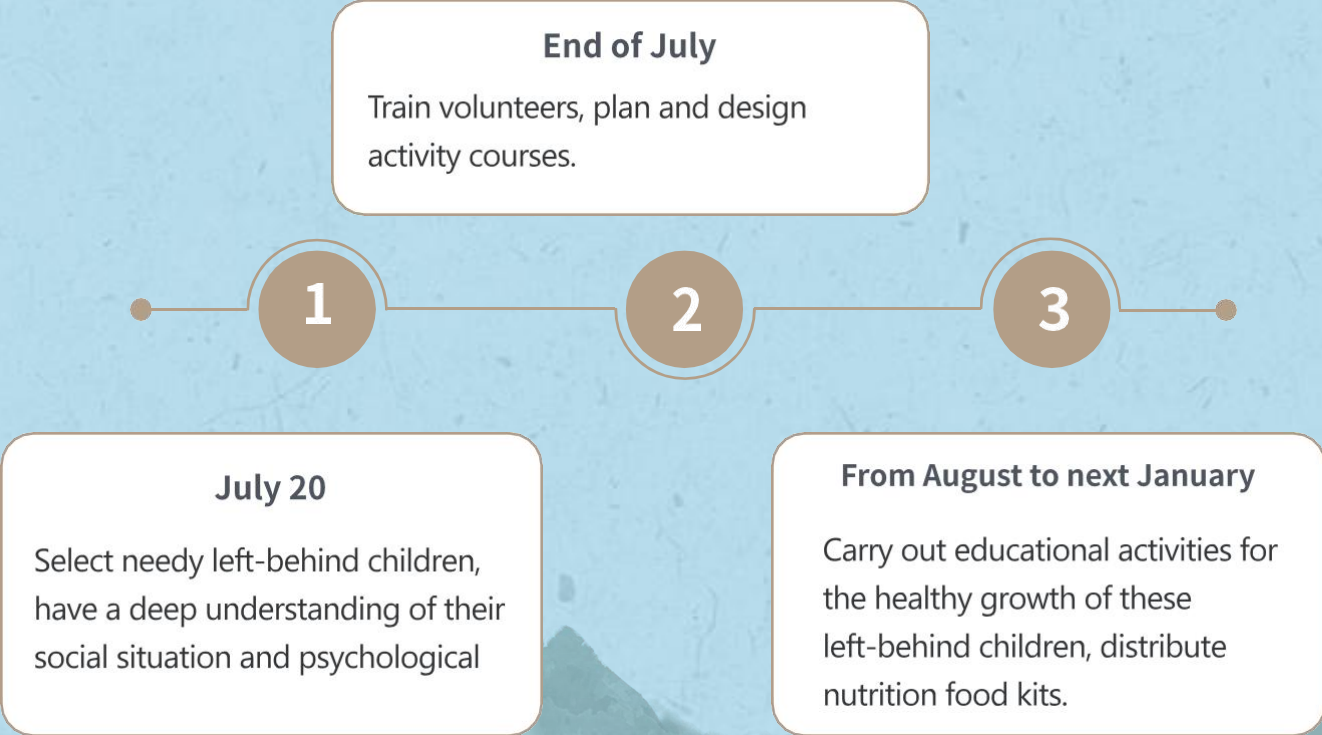 End of July
Train volunteers, plan and design
activity courses.
1
2
3
July 20
Select needy left-behind children,
have a deep understanding of their
social situation and psychological
From August to next January
Carry out educational activities for
the healthy growth of these
left-behind children, distribute
nutrition food kits.